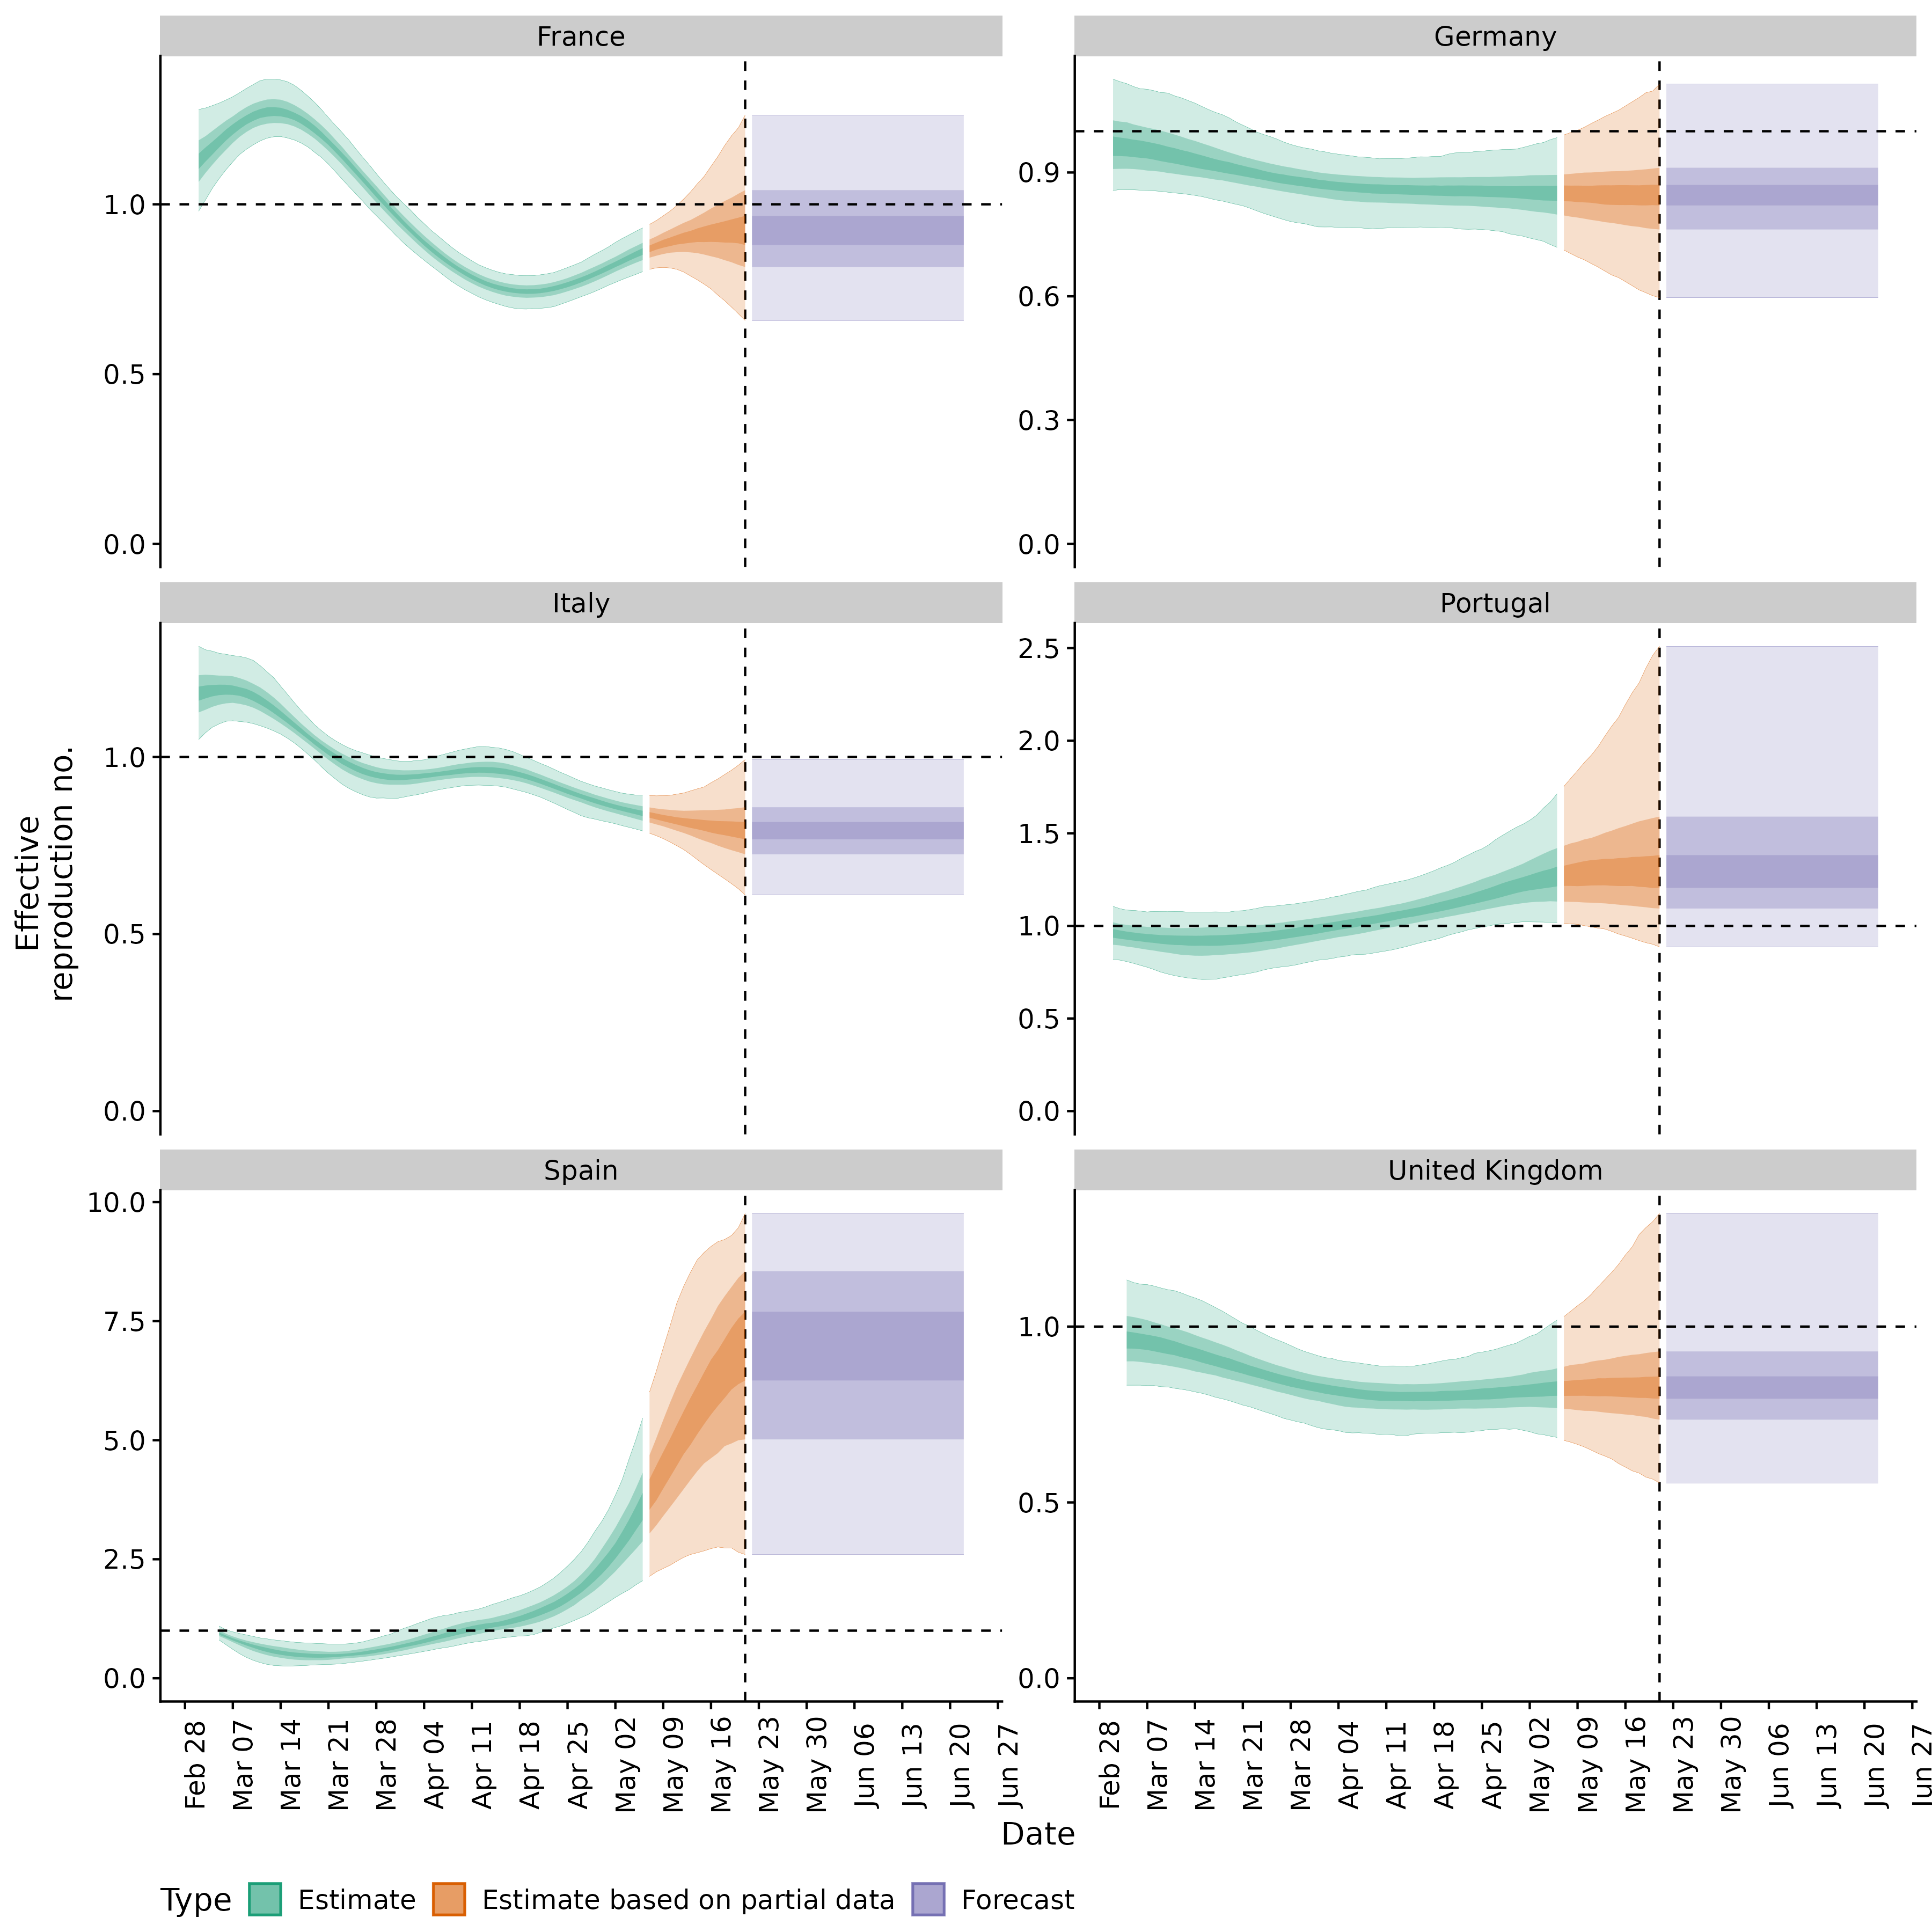 France
Germany
1.0
0.5
0.0
0.9
0.6
0.3
0.0
Italy
Portugal
1.0
0.5
0.0
2.5
2.0
1.5
1.0
0.5
0.0
Effective
reproduction no.
Spain
United Kingdom
10.0
7.5
5.0
2.5
0.0
1.0
0.5
0.0
Feb 28
Mar 07
Mar 14
Mar 21
Mar 28
Apr 04
Apr 11
Apr 18
Apr 25
May 02
May 09
May 16
May 23
May 30
Jun 06
Jun 13
Jun 20
Jun 27
Feb 28
Mar 07
Mar 14
Mar 21
Mar 28
Apr 04
Apr 11
Apr 18
Apr 25
May 02
May 09
May 16
May 23
May 30
Jun 06
Jun 13
Jun 20
Jun 27
Date
Type
Estimate
Estimate based on partial data
Forecast